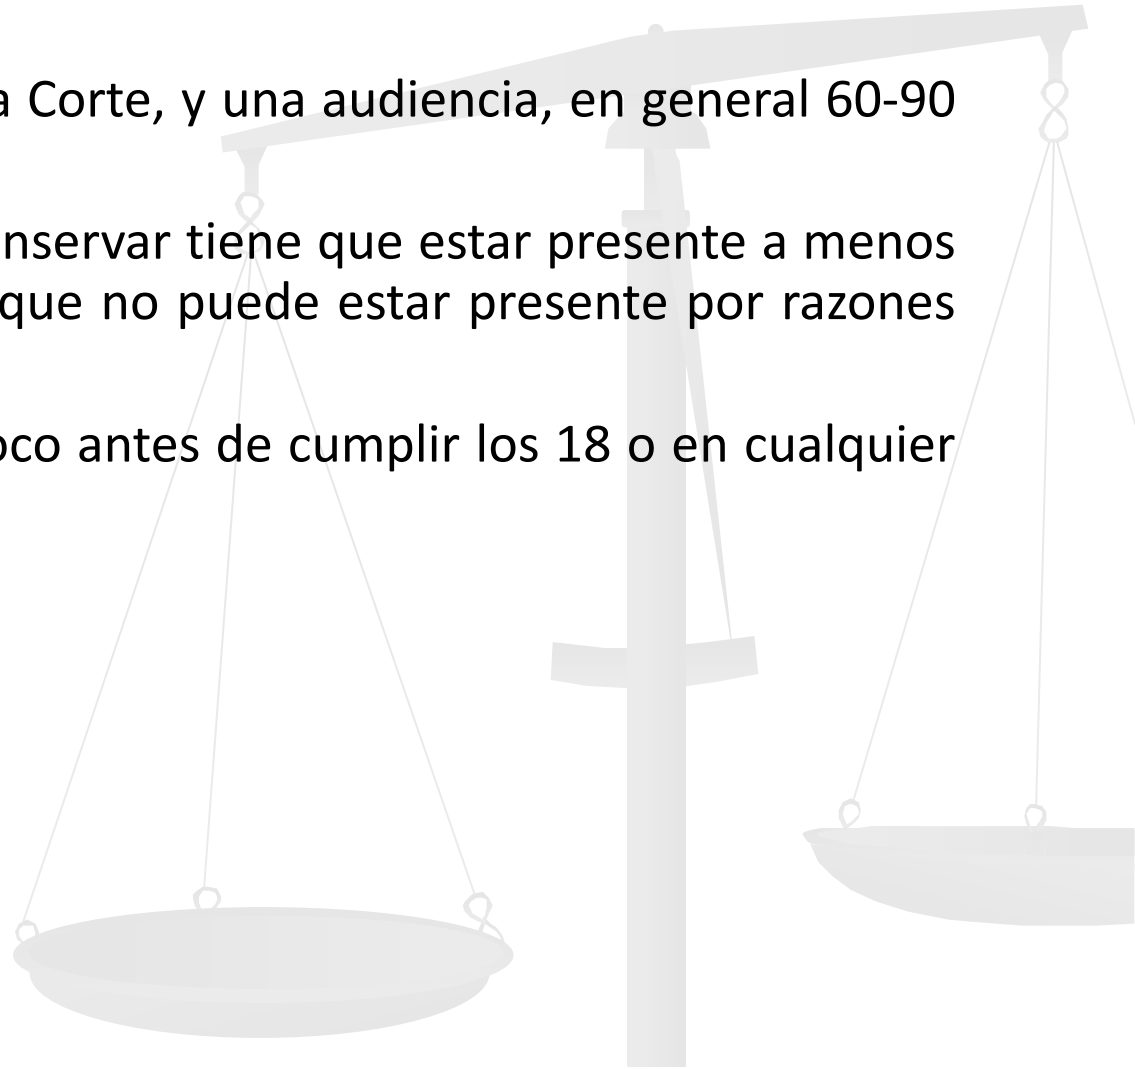 a Corte, y una audiencia, en general 60-90
nservar tiene que estar presente a menos
que no puede estar presente por razones
oco antes de cumplir los 18 o en cualquier